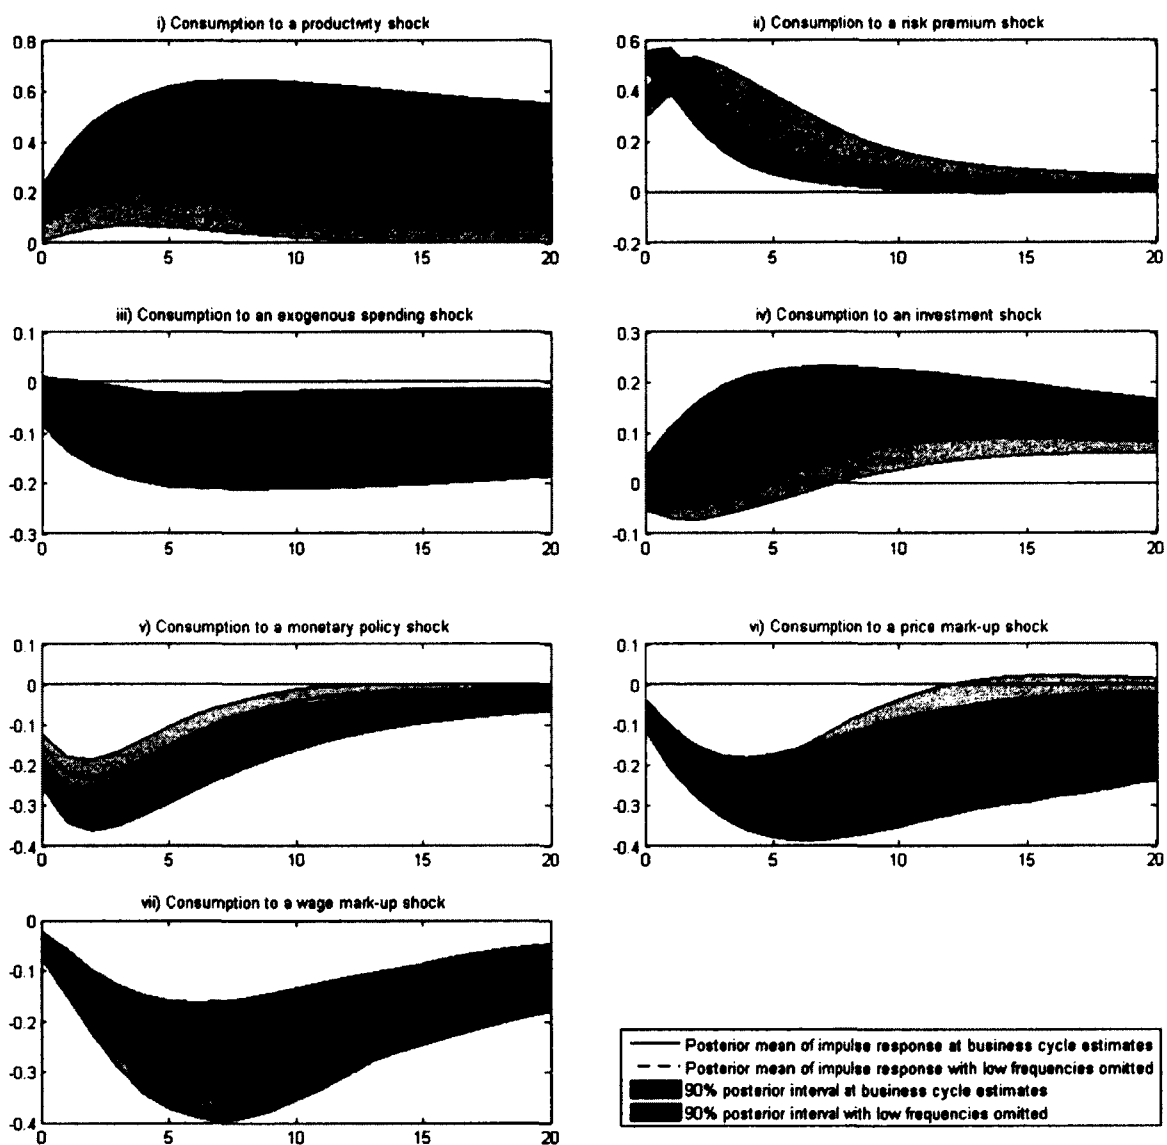 i) Consumption to a productivity shock
0.8
0.6
0.4
0.2
0
0 5 10 15 20
ii) Consumption to a risk premium shock
0.6
0.4
0.2
0
-0.2
0 5 10 15 20
iii) Consumption to an exogenous spending shock
0.1
0
-0.1
-0.2
-0.3
0 5 10 15 20
iv) Consumption to an investment shock
0.3
0.2
0.1
0
-0.1
0 5 10 15 20
v) Consumption to a monetary policy shock
0.1
0
-0.1
-0.2
-0.3
-0.4
0 5 10 15 20
vi) Consumption to a price mark-up shock
0.1
0
-0.1
-0.2
-0.3
-0.4
0 5 10 15 20
vii) Consumption to a wage mark-up shock
0
-0.1
-0.2
-0.3
-0.4
0 5 10 15 20
Posterior mean of impulse response at business cycle estimates
Posterior mean of impulse response with low frequencies omitted
90% posterior interval at business cycle estimates
90% posterior interval with low frequencies omitted